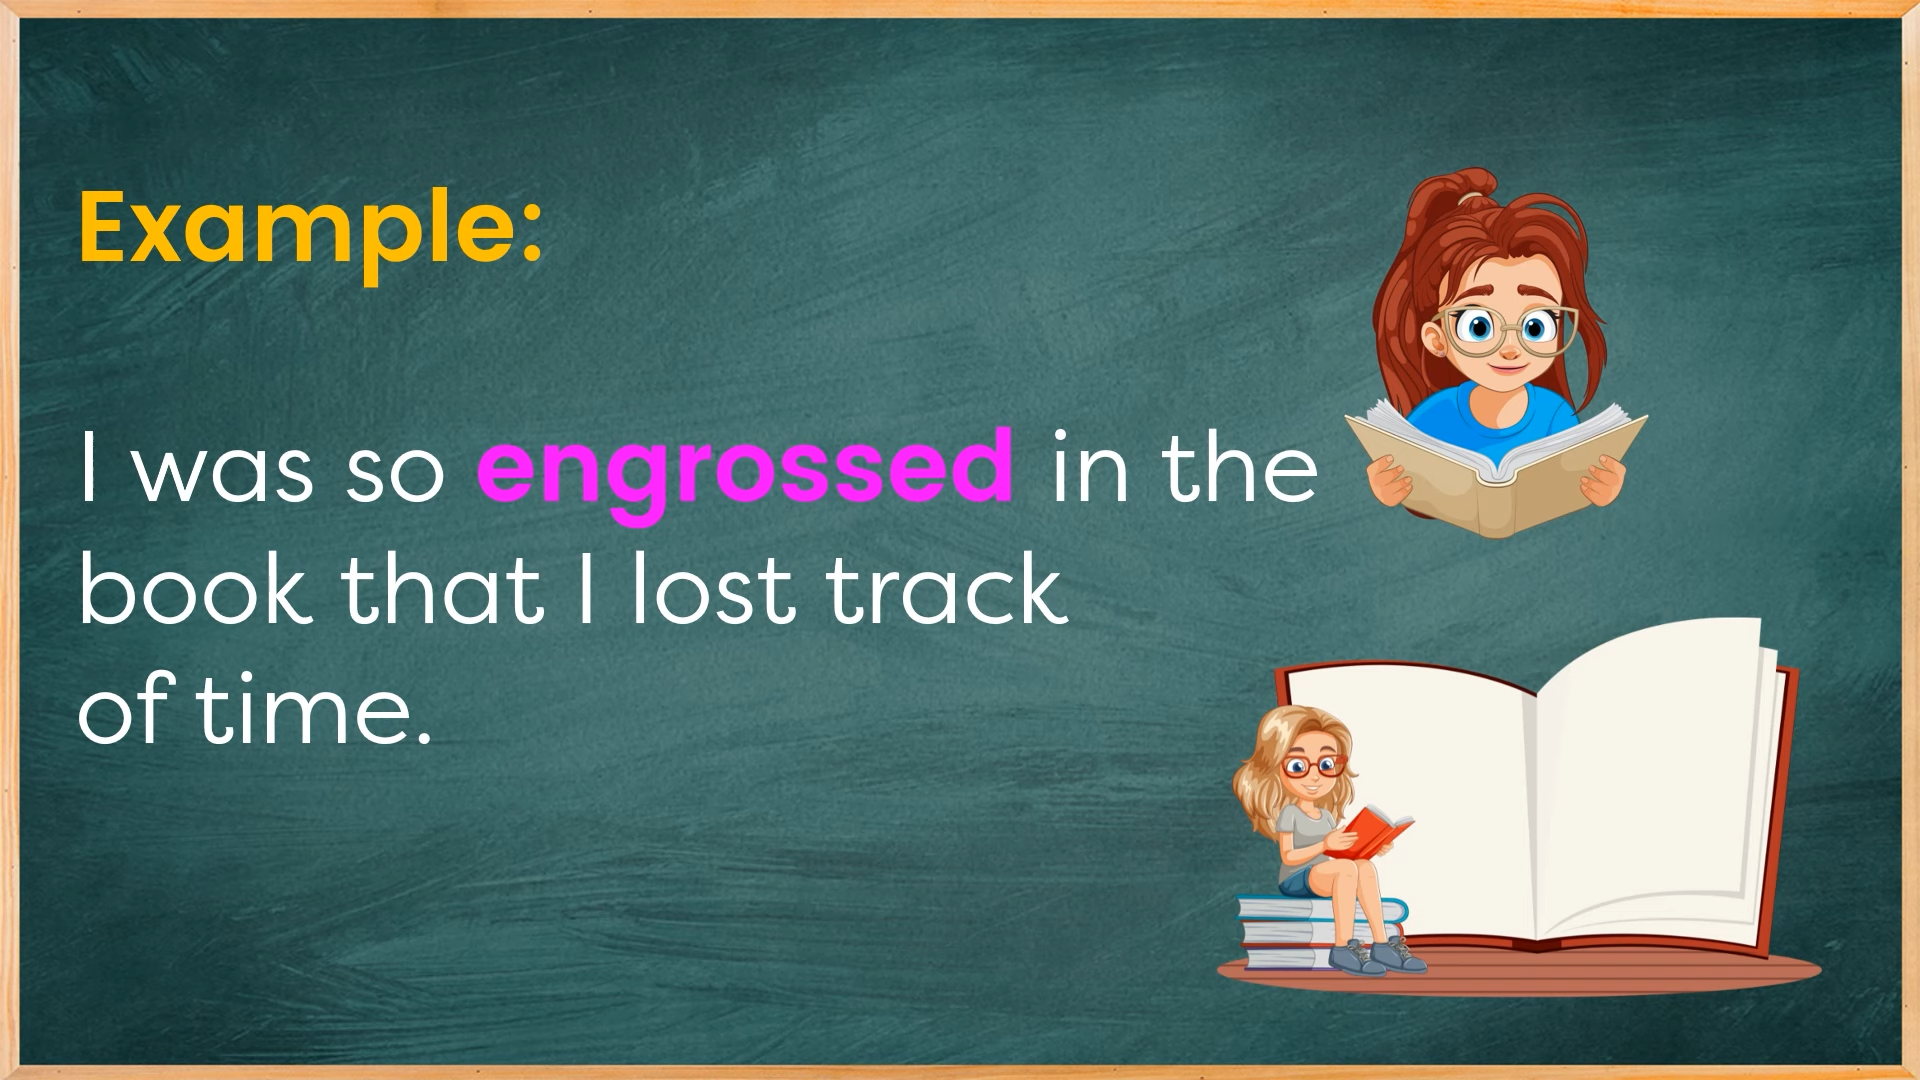 Example:
I was so engrossed in the
book that I lost track
of time.